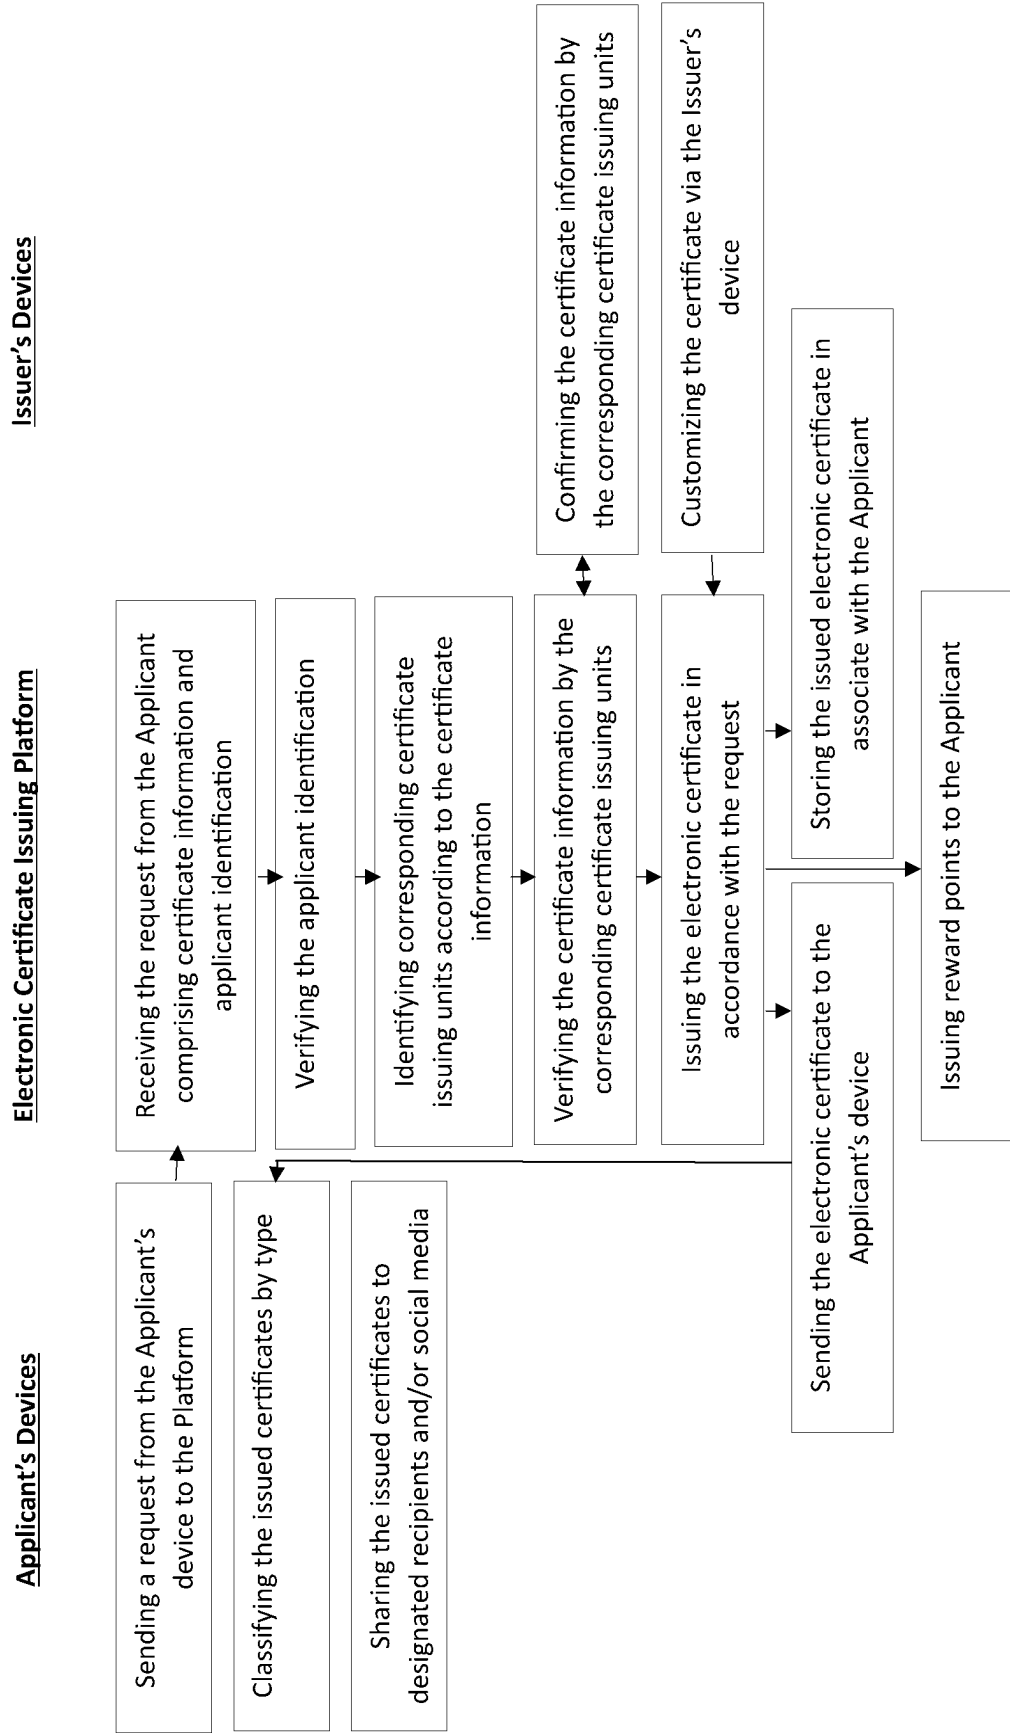 Applicant's Devices
Electronic Certificate Issuing Platform
Issuer's Devices
Sending a request from the Applicant's
device to the Platform
Receiving the request from the Applicant
comprising certificate information and
applicant identification
Classifying the issued certificates by type
Verifying the applicant identification
Sharing the issued certificates to
designated recipients and/or social media
Identifying corresponding certificate
issuing units according to the certificate
information
Verifying the certificate information by the
corresponding certificate issuing units
Confirming the certificate information by
the corresponding certificate issuing units
Issuing the electronic certificate in
accordance with the request
Customizing the certificate via the Issuer's
device
Sending the electronic certificate to the
Applicant's device
Storing the issued electronic certificate in
associate with the Applicant
Issuing reward points to the Applicant